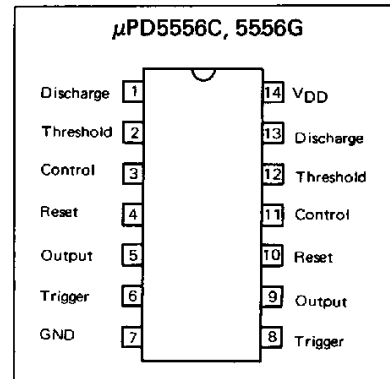 μPD5556C, 5556G
Discharge 1 14 VDD
Threshold 2 13 Discharge
Control 3 12 Threshold
Reset 4 11 Control
Output 5 10 Reset
Trigger 6 9 Output
GND 7 8 Trigger